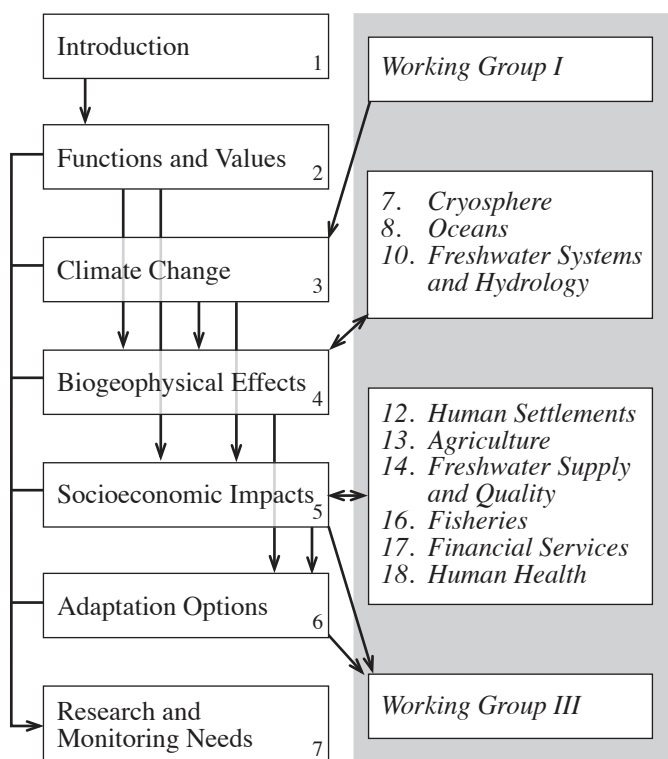 Introduction
1
Functions and Values
2
Climate Change
3
Biogeophysical Effects
4
Socioeconomic Impacts
5
Adaptation Options
6
Research and
Monitoring Needs
7
Working Group I
7. Cryosphere
8. Oceans
10. Freshwater Systems
and Hydrology
12. Human Settlements
13. Agriculture
14. Freshwater Supply
and Quality
16. Fisheries
17. Financial Services
18. Human Health
Working Group III